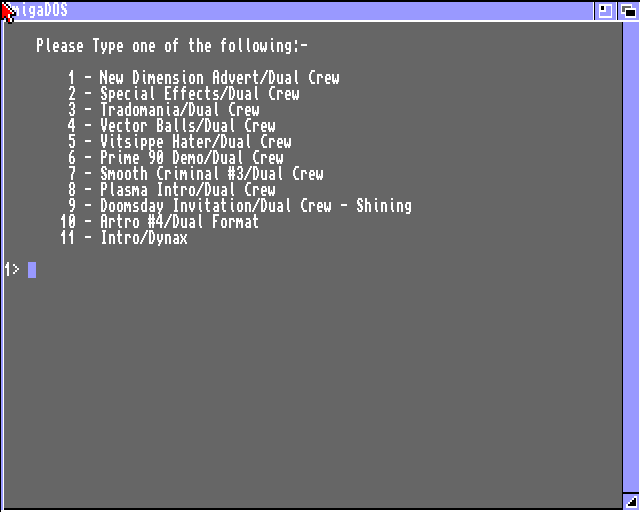 AmigaDOS
Please Type one of the following:-
1 - New Dimension Advert/Dual Crew
2 - Special Effects/Dual Crew
3 - Tradomania/Dual Crew
4 - Vector Balls/Dual Crew
5 - Vitsippe Hater/Dual Crew
6 - Prime 90 Demo/Dual Crew
7 - Smooth Criminal #3/Dual Crew
8 - Plasma Intro/Dual Crew
9 - Doomsday Invitation/Dual Crew - Shining
10 - Artro #4/Dual Format
11 - Intro/Dynax
1>